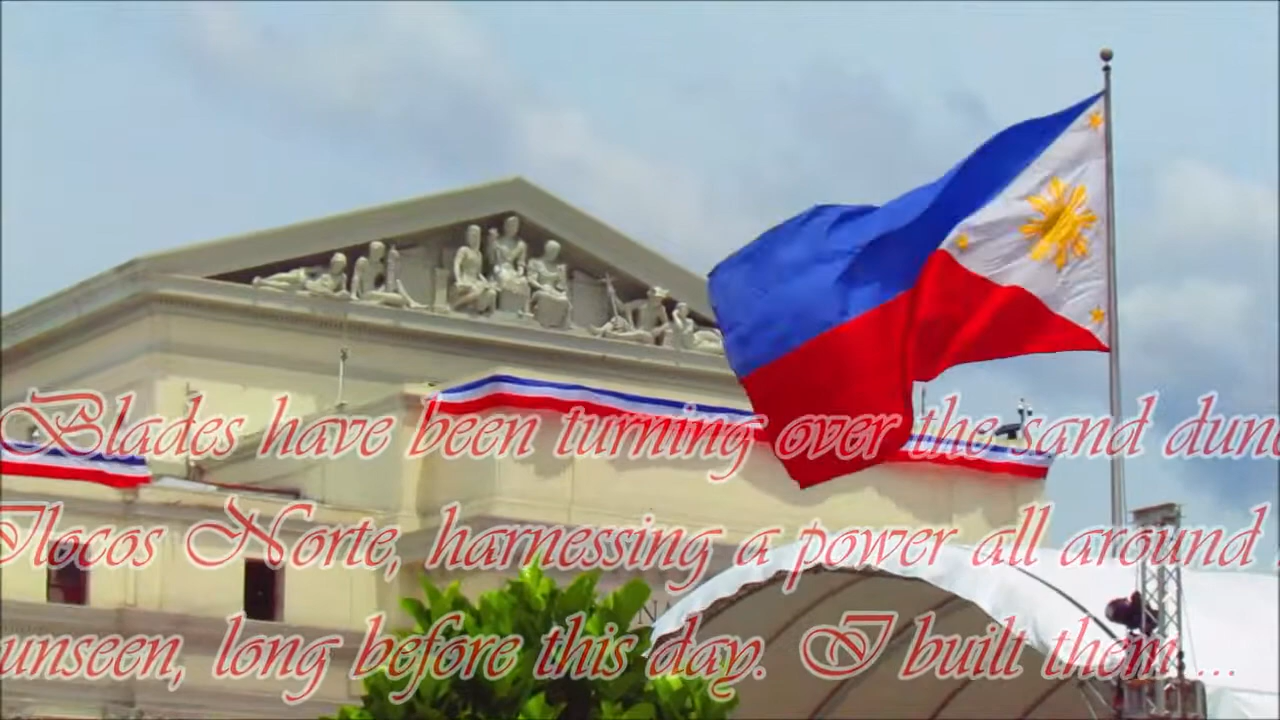 Blades have been turning over the sand dun
Ilocos Norte, harnessing a power all around
unseen, long before this day. I built them ...
NA